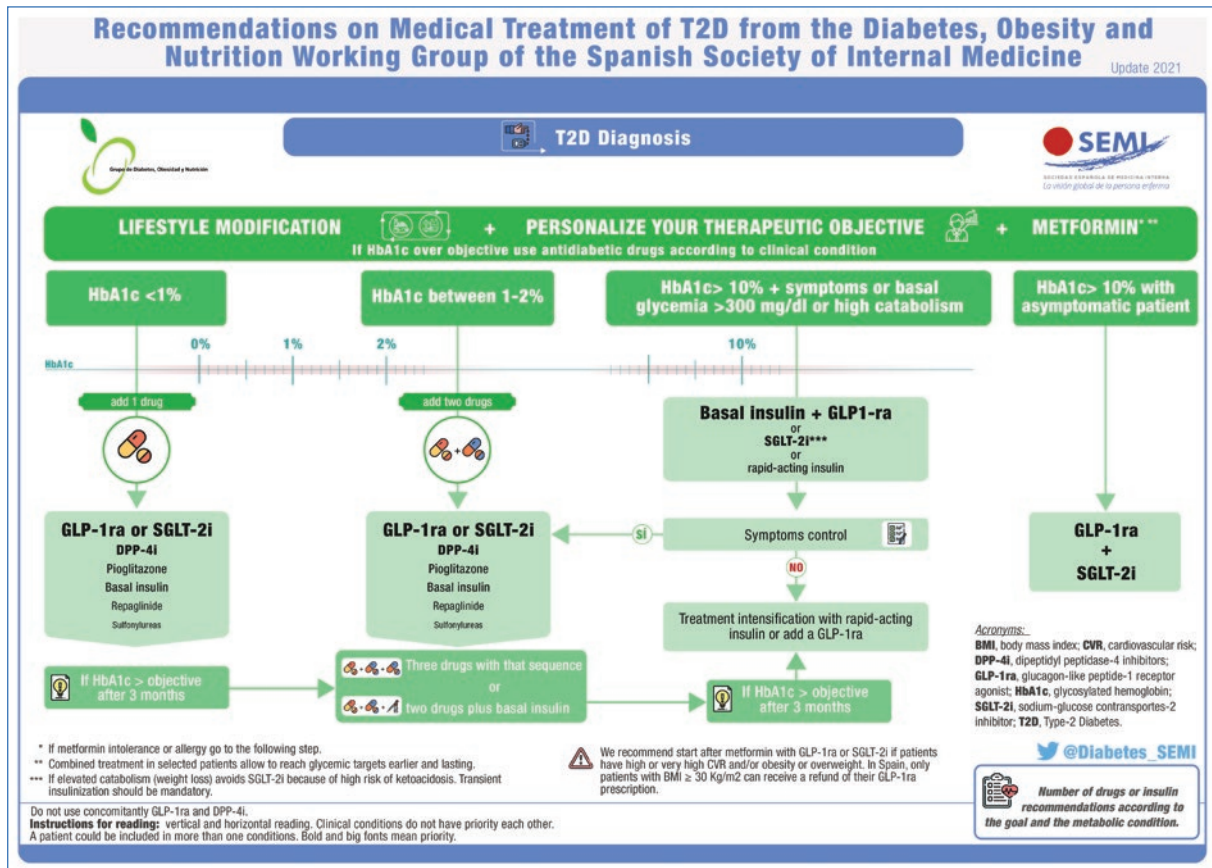 Recommendations on Medical Treatment of T2D from the Diabetes, Obesity and
Nutrition Working Group of the Spanish Society of Internal Medicine
Update 2021
T2D Diagnosis
Grupo de Diabetes, Obesidad y Nutrición
SEMI
SOCIEDAD ESPAÑOLA DE MEDICINA INTERNA
La visión global de la persona enferma
LIFESTYLE MODIFICATION + PERSONALIZE YOUR THERAPEUTIC OBJECTIVE + METFORMIN* **
If HbA1c over objective use antidiabetic drugs according to clinical condition
HbA1c <1%
HbA1c between 1-2%
HbA1c> 10% + symptoms or basal
glycemia >300 mg/dl or high catabolism
HbA1c> 10% with
asymptomatic patient
0% 1% 2% 10%
HbA1c
add 1 drug
add two drugs
Basal insulin + GLP1-ra
or
SGLT-2i***
or
rapid-acting insulin
GLP-1ra or SGLT-2i
DPP-4i
Pioglitazone
Basal insulin
Repaglinide
Sulfonylureas
GLP-1ra or SGLT-2i
DPP-4i
Pioglitazone
Basal insulin
Repaglinide
Sulfonylureas
SÍ
Symptoms control
NO
Treatment intensification with rapid-acting
insulin or add a GLP-1ra
GLP-1ra
+
SGLT-2i
If HbA1c > objective
after 3 months
Three drugs with that sequence
or
two drugs plus basal insulin
If HbA1c > objective
after 3 months
Acronyms:
BMI, body mass index; CVR, cardiovascular risk;
DPP-4i, dipeptidyl peptidase-4 inhibitors;
GLP-1ra, glucagon-like peptide-1 receptor
agonist; HbA1c, glycosylated hemoglobin;
SGLT-2i, sodium-glucose contransportes-2
inhibitor; T2D, Type-2 Diabetes.
* If metformin intolerance or allergy go to the following step.
** Combined treatment in selected patients allow to reach glycemic targets earlier and lasting.
*** If elevated catabolism (weight loss) avoids SGLT-2i because of high risk of ketoacidosis. Transient
insulinization should be mandatory.
We recommend start after metformin with GLP-1ra or SGLT-2i if patients
have high or very high CVR and/or obesity or overweight. In Spain, only
patients with BMI ≥ 30 Kg/m2 can receive a refund of their GLP-1ra
prescription.
@Diabetes_SEMI
Number of drugs or insulin
recommendations according to
the goal and the metabolic condition.
Do not use concomitantly GLP-1ra and DPP-4i.
Instructions for reading: vertical and horizontal reading. Clinical conditions do not have priority each other.
A patient could be included in more than one conditions. Bold and big fonts mean priority.